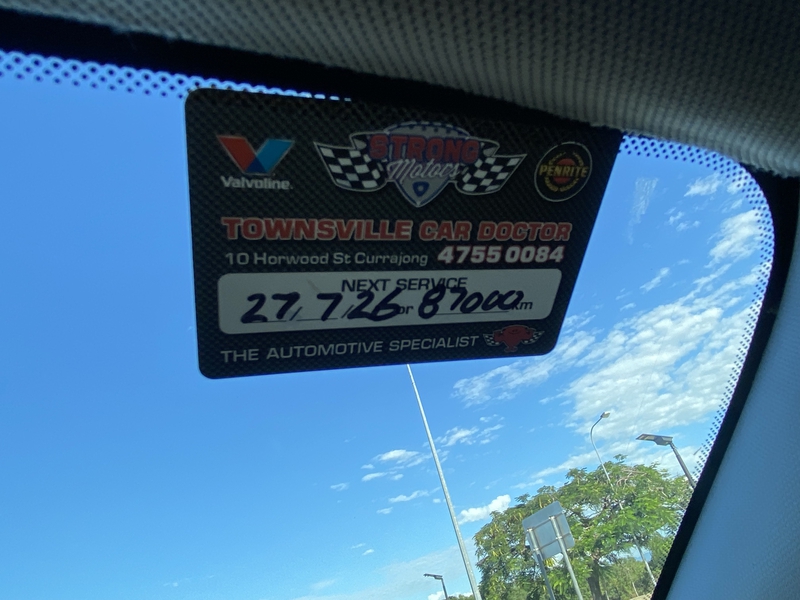 Valvoline
STRONG
Motors
PENRITE
TOWNSVILLE CAR DOCTOR
10 Horwood St Currajong 4755 0084
NEXT SERVICE
27/7/26 or 87000 km
THE AUTOMOTIVE SPECIALIST